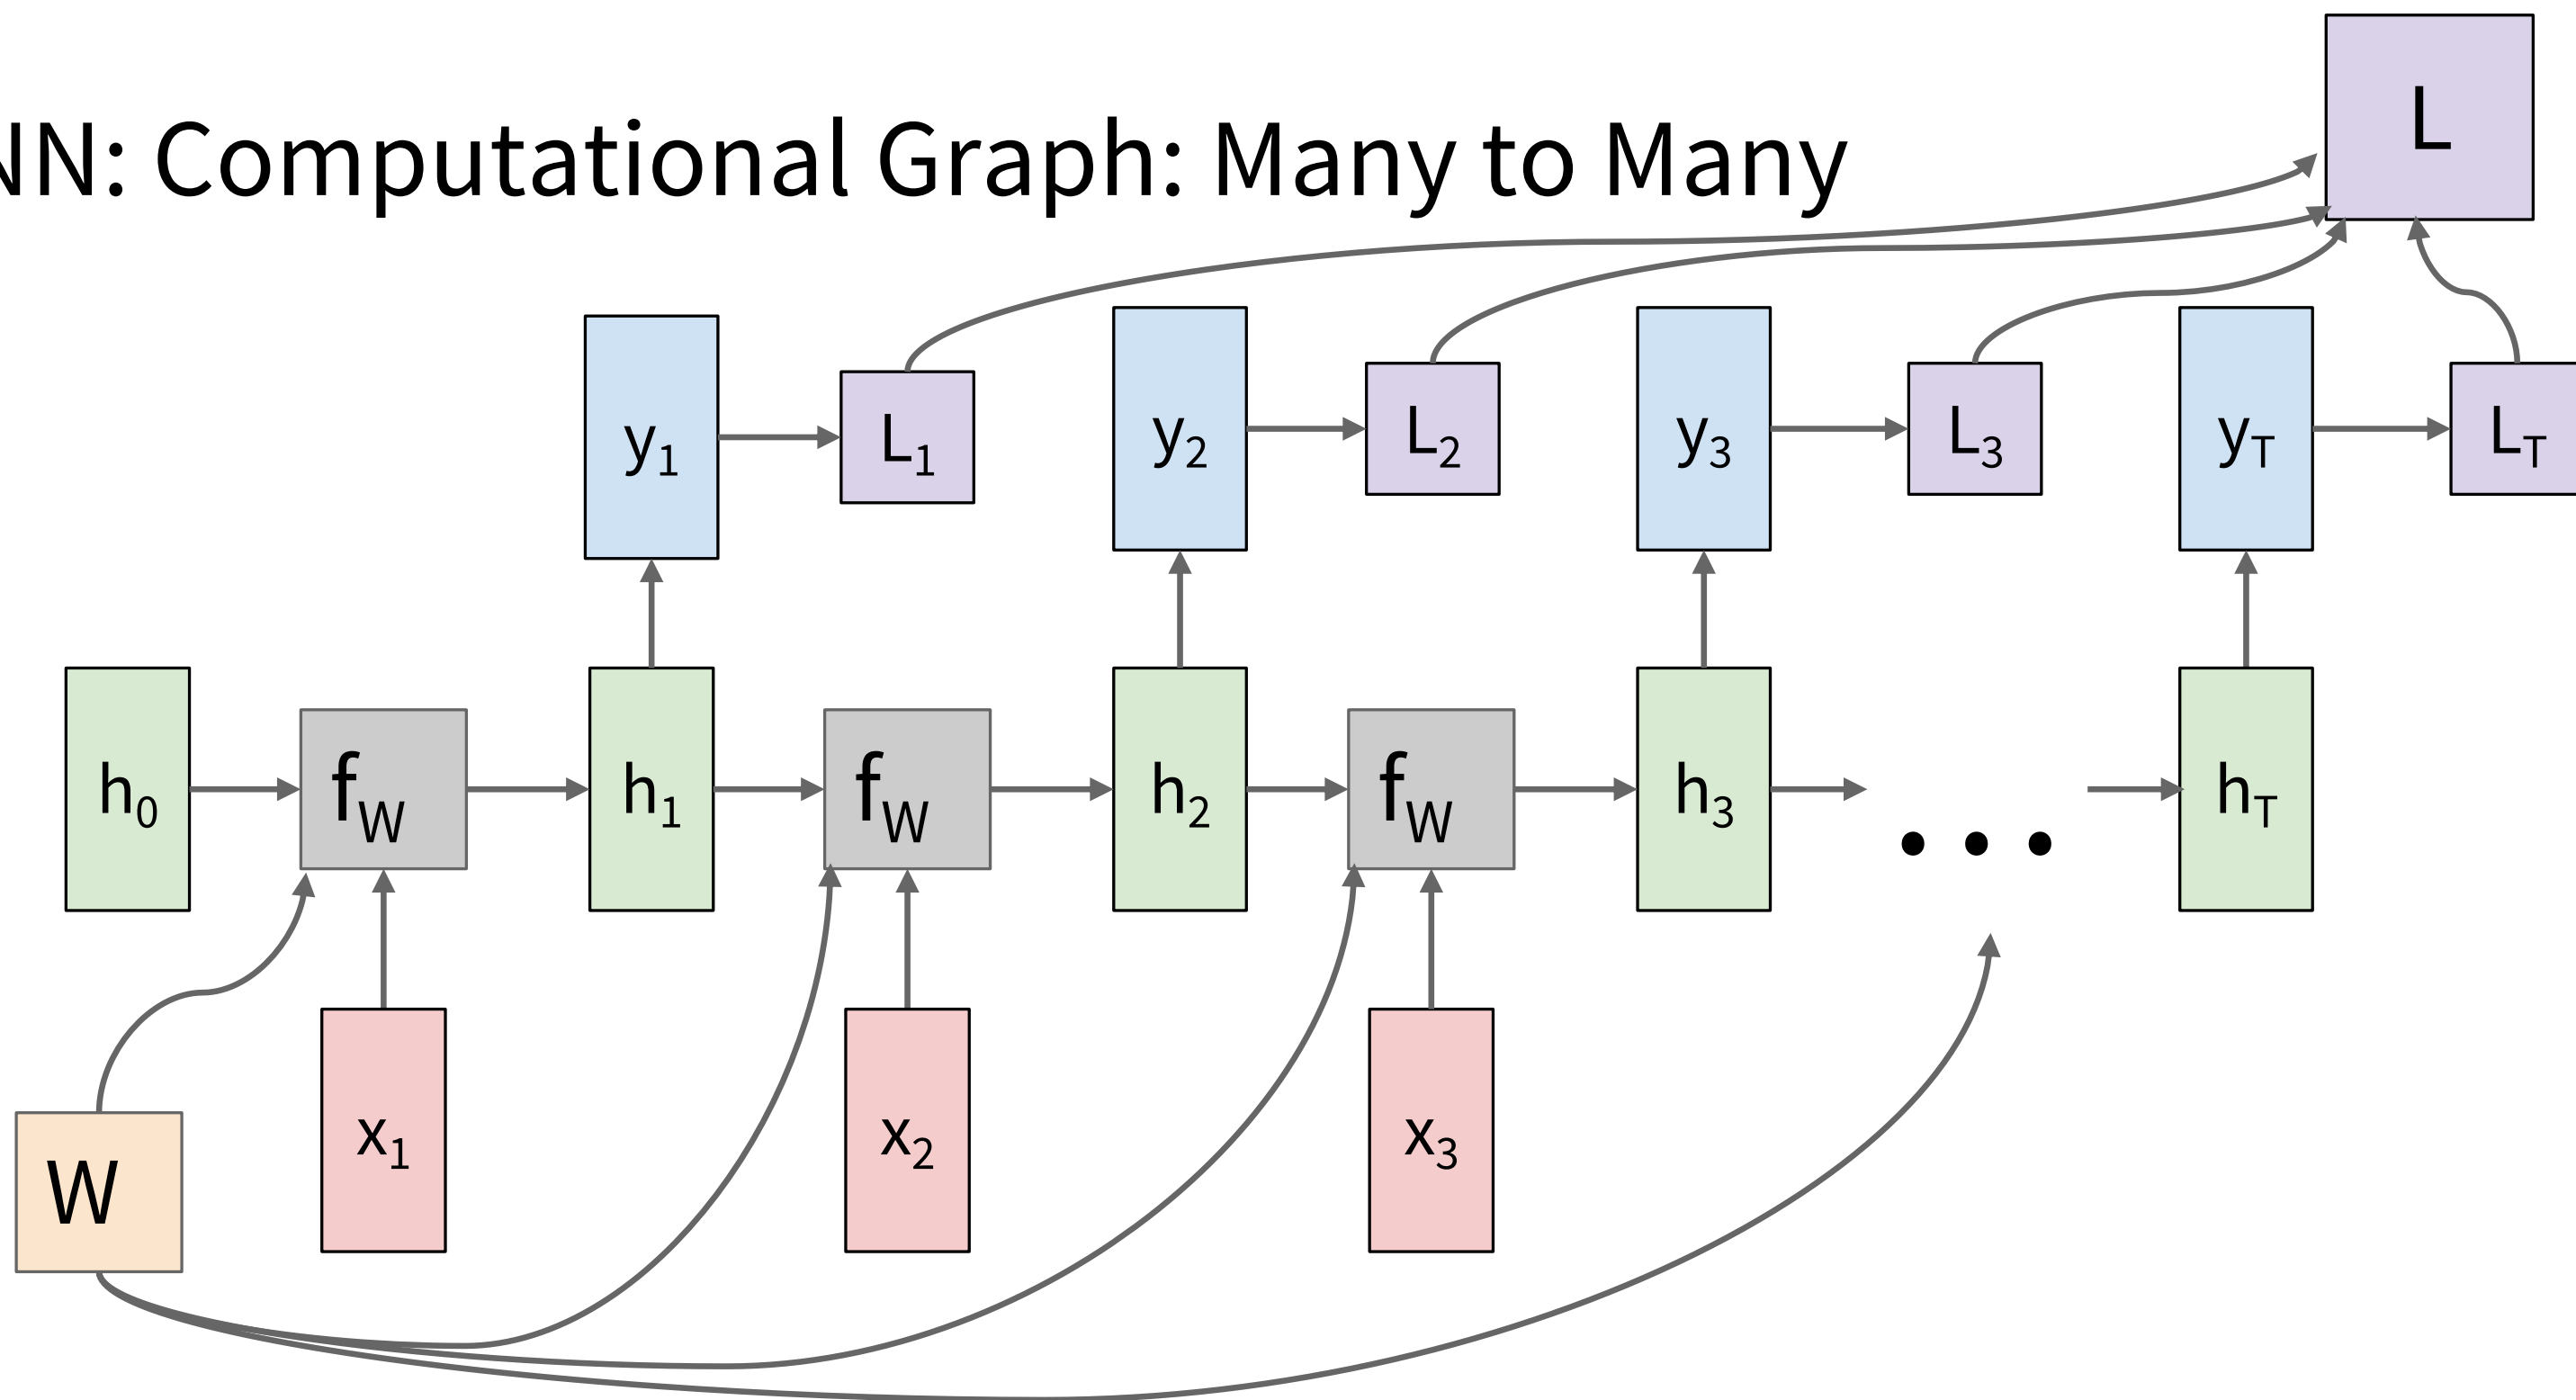 NN: Computational Graph: Many to Many
L
y1
L1
y2
L2
y3
L3
yT
LT
h0
fW
h1
fW
h2
fW
h3
...
hT
W
x1
x2
x3